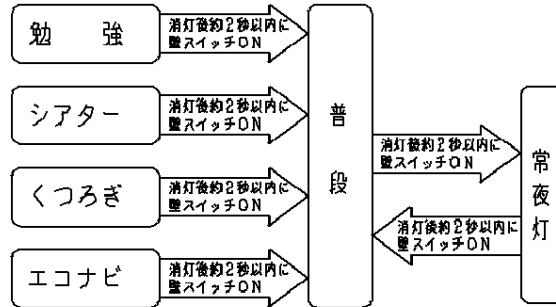 勉　強
消灯後約2秒以内に
壁スイッチON
シアター
消灯後約2秒以内に
壁スイッチON
くつろぎ
消灯後約2秒以内に
壁スイッチON
エコナビ
消灯後約2秒以内に
壁スイッチON
普段
消灯後約2秒以内に
壁スイッチON
消灯後約2秒以内に
壁スイッチON
常夜灯